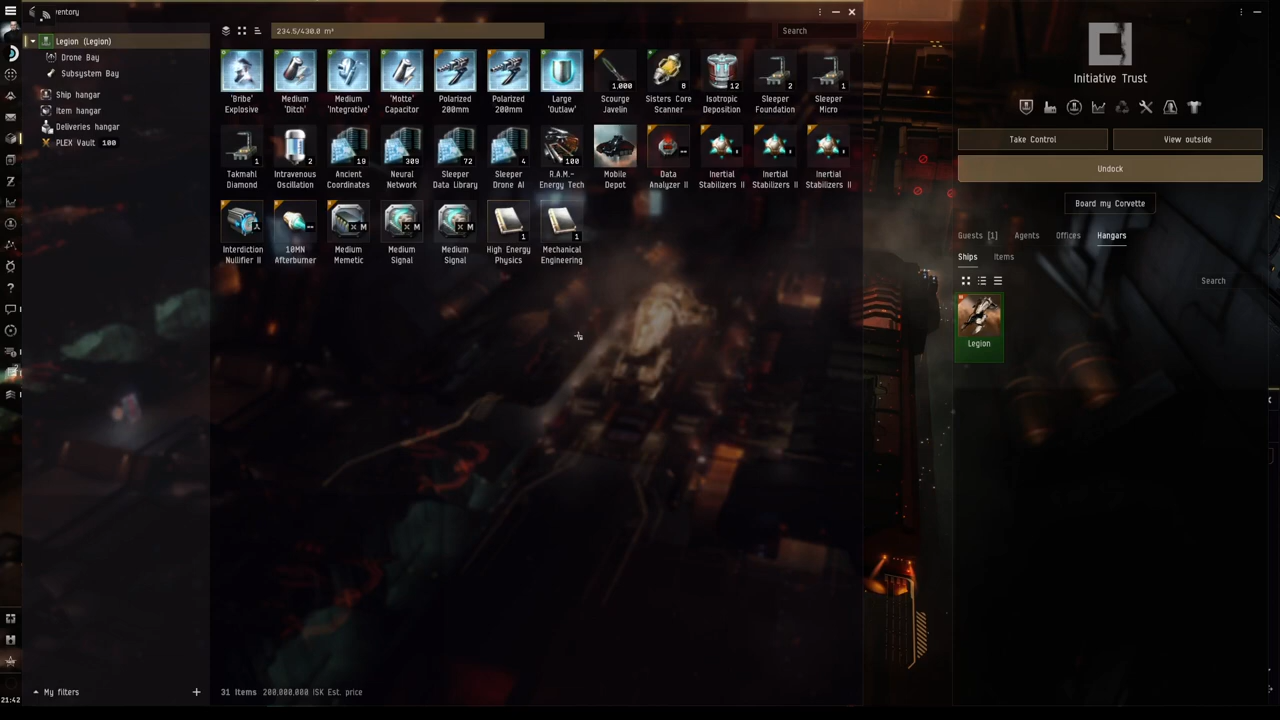 ventory
234.5/430.0 m³
Search
Legion (Legion)
Drone Bay
Subsystem Bay
Ship hangar
Item hangar
Deliveries hangar
PLEX Vault 100
'Bribe' Explosive
Medium 'Ditch'
Medium 'Integrative'
'Motte' Capacitor
Polarized 200mm
Polarized 200mm
Large 'Outlaw'
1,000
Scourge Javelin
8
Sisters Core Scanner
12
Isotropic Deposition
2
Sleeper Foundation
1
Sleeper Micro
1
Takmahl Diamond
2
Intravenous Oscillation
19
Ancient Coordinates
309
Neural Network
72
Sleeper Data Library
4
Sleeper Drone AI
100
R.A.M.- Energy Tech
Mobile Depot
Data Analyzer II
Inertial Stabilizers II
Inertial Stabilizers II
Inertial Stabilizers II
Interdiction Nullifier II
10MN Afterburner
M
Medium Memetic
M
Medium Signal
M
Medium Signal
1
High Energy Physics
1
Mechanical Engineering
My filters
+
31 Items 200,000,000 ISK Est. price
21:42
Initiative Trust
Take Control
View outside
Undock
Board my Corvette
Guests [1]
Agents
Offices
Hangars
Ships
Items
Search
Legion